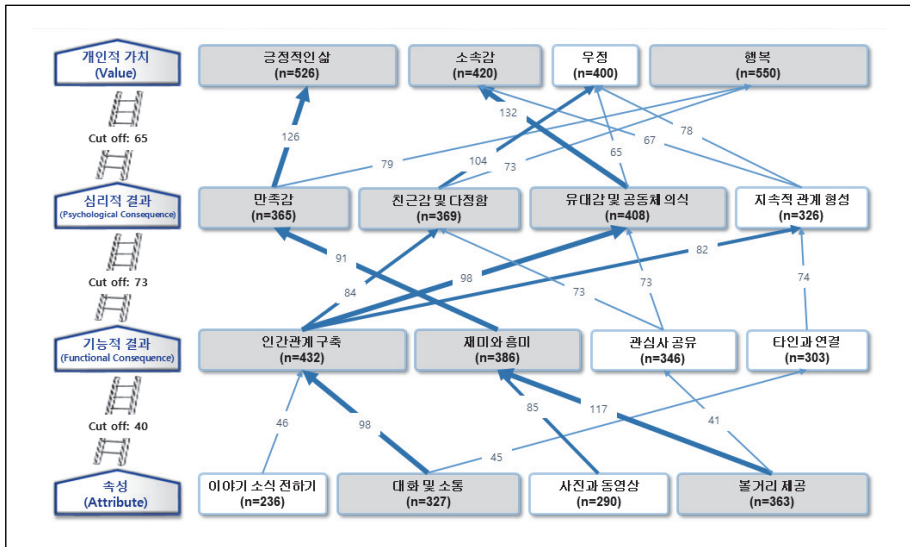 개인적 가치
(Value)
긍정적인 삶
(n=526)
소속감
(n=420)
우정
(n=400)
행복
(n=550)
Cut off: 65
126
79
104
73
132
65
67
78
심리적 결과
(Psychological Consequence)
만족감
(n=365)
친근감 및 다정함
(n=369)
유대감 및 공동체 의식
(n=408)
지속적 관계 형성
(n=326)
Cut off: 73
91
84
98
73
73
82
74
기능적 결과
(Functional Consequence)
인간관계 구축
(n=432)
재미와 흥미
(n=386)
관심사 공유
(n=346)
타인과 연결
(n=303)
Cut off: 40
46
98
45
85
117
41
속성
(Attribute)
이야기 소식 전하기
(n=236)
대화 및 소통
(n=327)
사진과 동영상
(n=290)
볼거리 제공
(n=363)